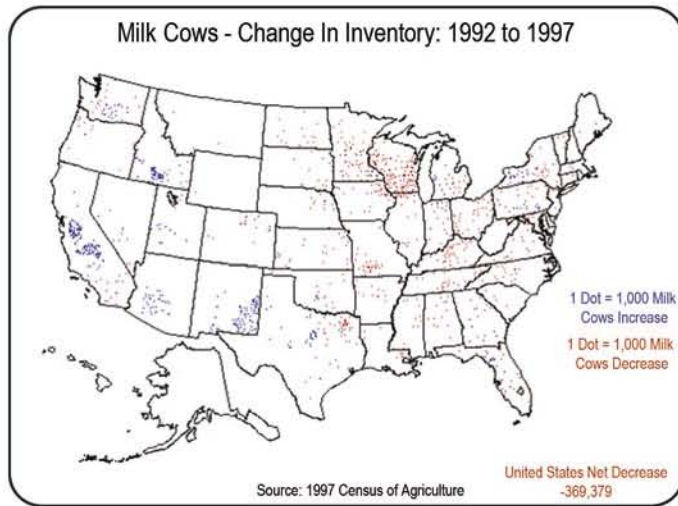 Milk Cows - Change In Inventory: 1992 to 1997
1 Dot = 1,000 Milk
Cows Increase
1 Dot = 1,000 Milk
Cows Decrease
United States Net Decrease
-369,379
Source: 1997 Census of Agriculture